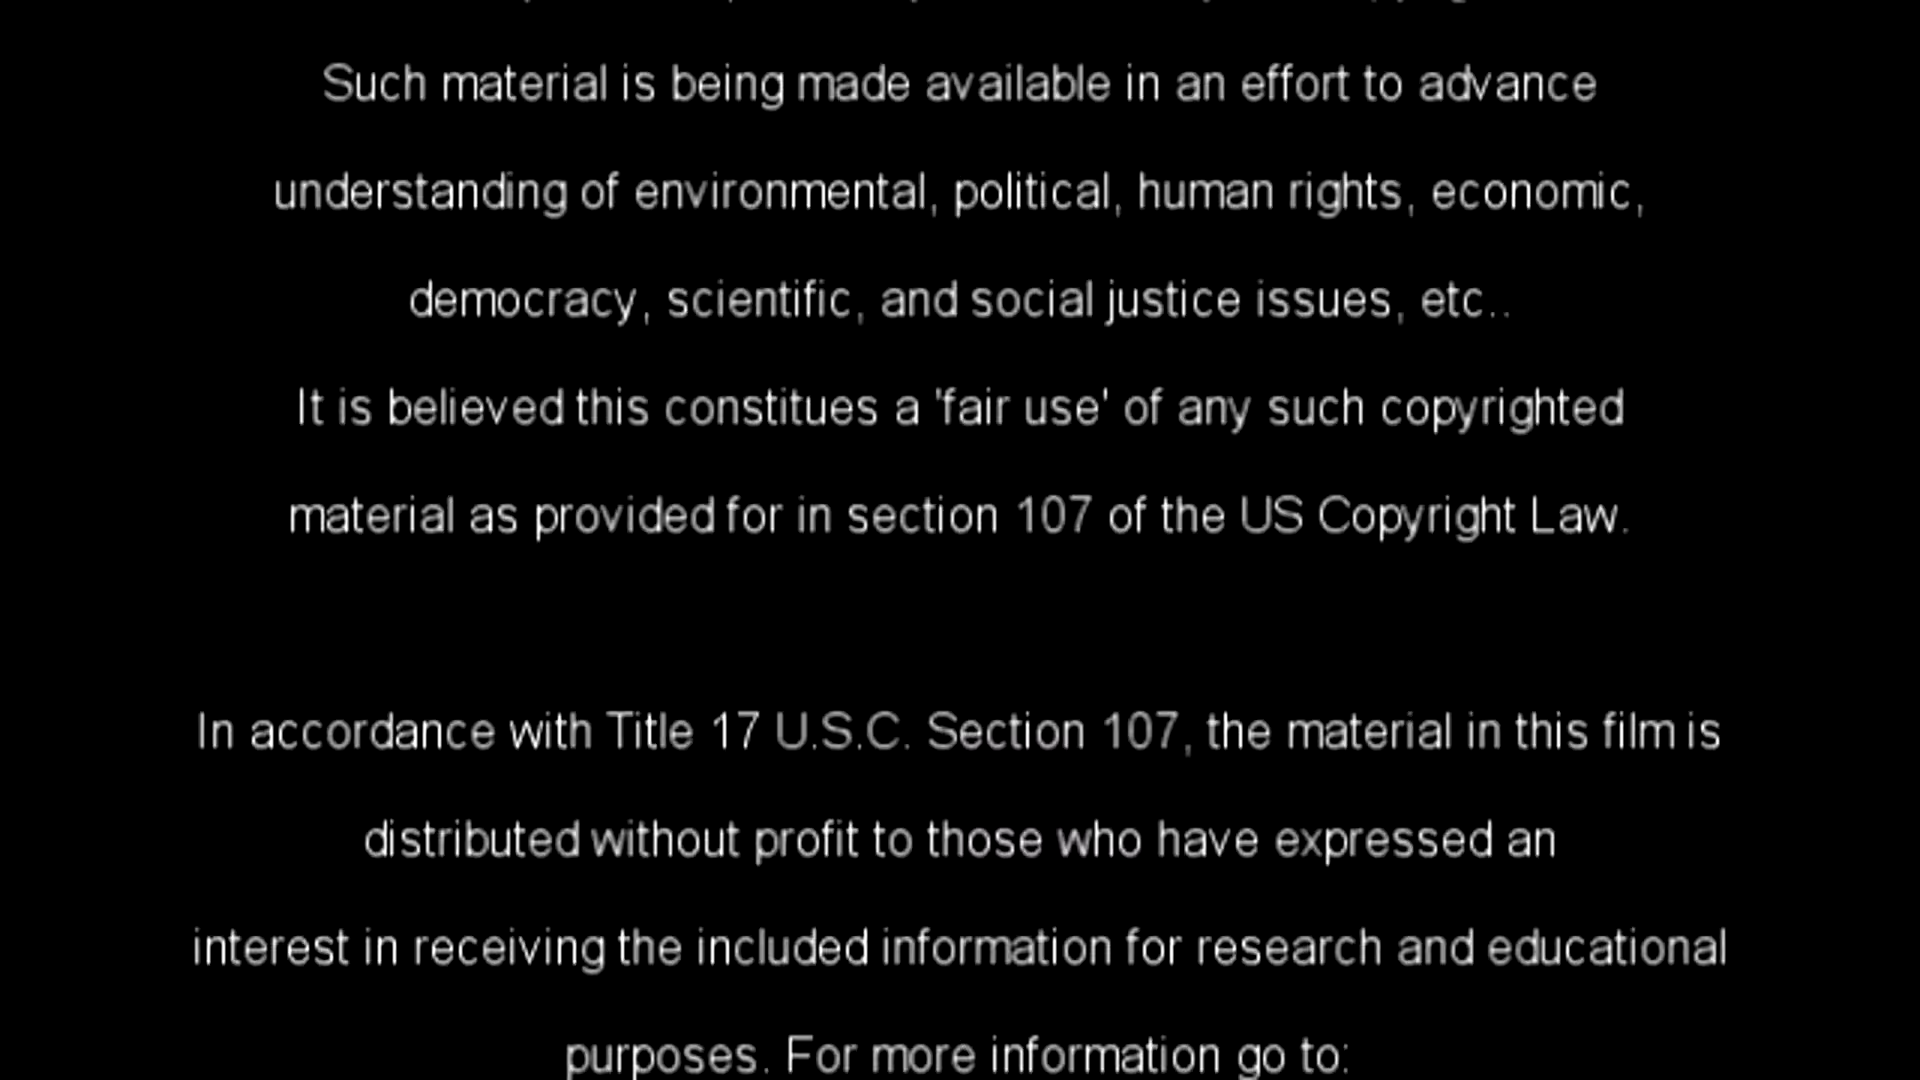 Such material is being made available in an effort to advance
understanding of environmental, political, human rights, economic,
democracy, scientific, and social justice issues, etc..
It is believed this constitues a 'fair use' of any such copyrighted
material as provided for in section 107 of the US Copyright Law.
In accordance with Title 17 U.S.C. Section 107, the material in this film is
distributed without profit to those who have expressed an
interest in receiving the included information for research and educational
purposes. For more information go to: